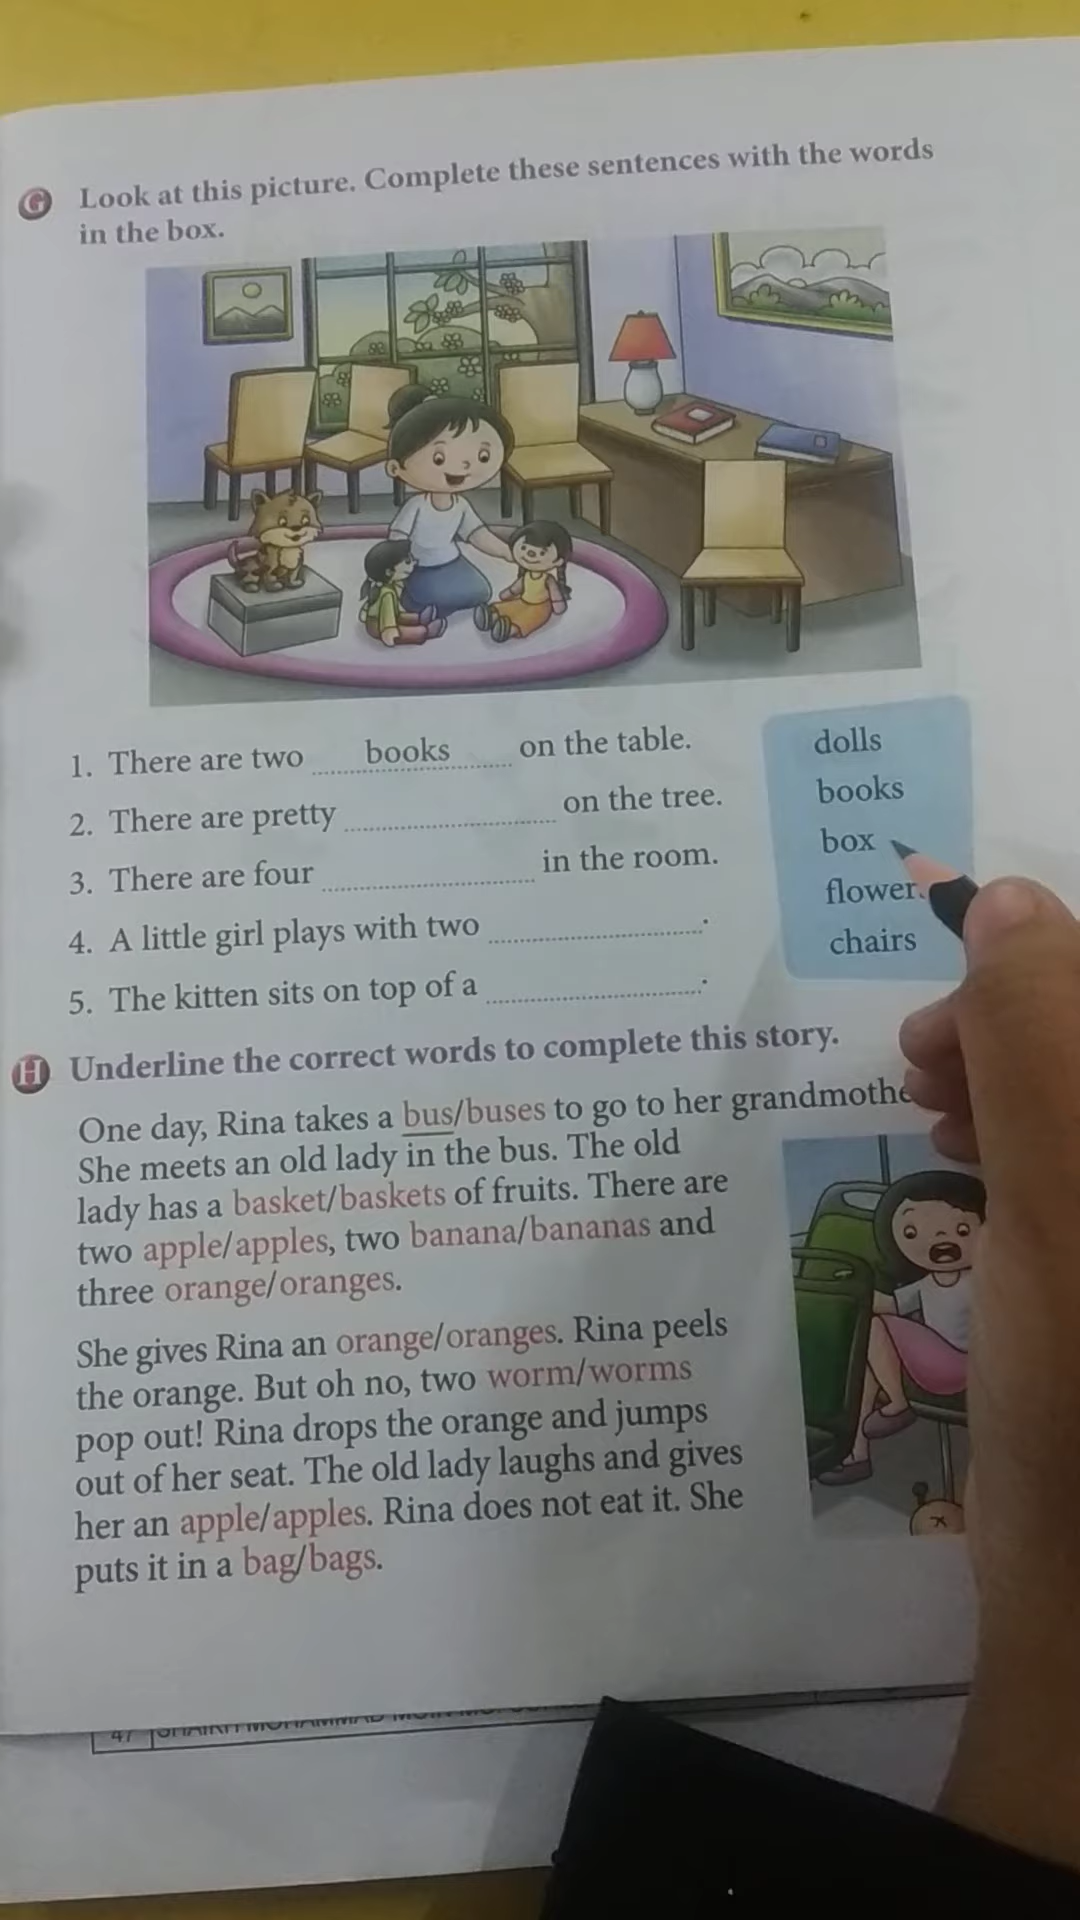 G Look at this picture. Complete these sentences with the words
in the box.
1. There are two books on the table.
2. There are pretty on the tree.
3. There are four in the room.
4. A little girl plays with two .
5. The kitten sits on top of a .
dolls
books
box
flower
chairs
H Underline the correct words to complete this story.
One day, Rina takes a bus/buses to go to her grandmothe
She meets an old lady in the bus. The old
lady has a basket/baskets of fruits. There are
two apple/apples, two banana/bananas and
three orange/oranges.
She gives Rina an orange/oranges. Rina peels
the orange. But oh no, two worm/worms
pop out! Rina drops the orange and jumps
out of her seat. The old lady laughs and gives
her an apple/apples. Rina does not eat it. She
puts it in a bag/bags.
47 SHAIKH MOHAMMAD